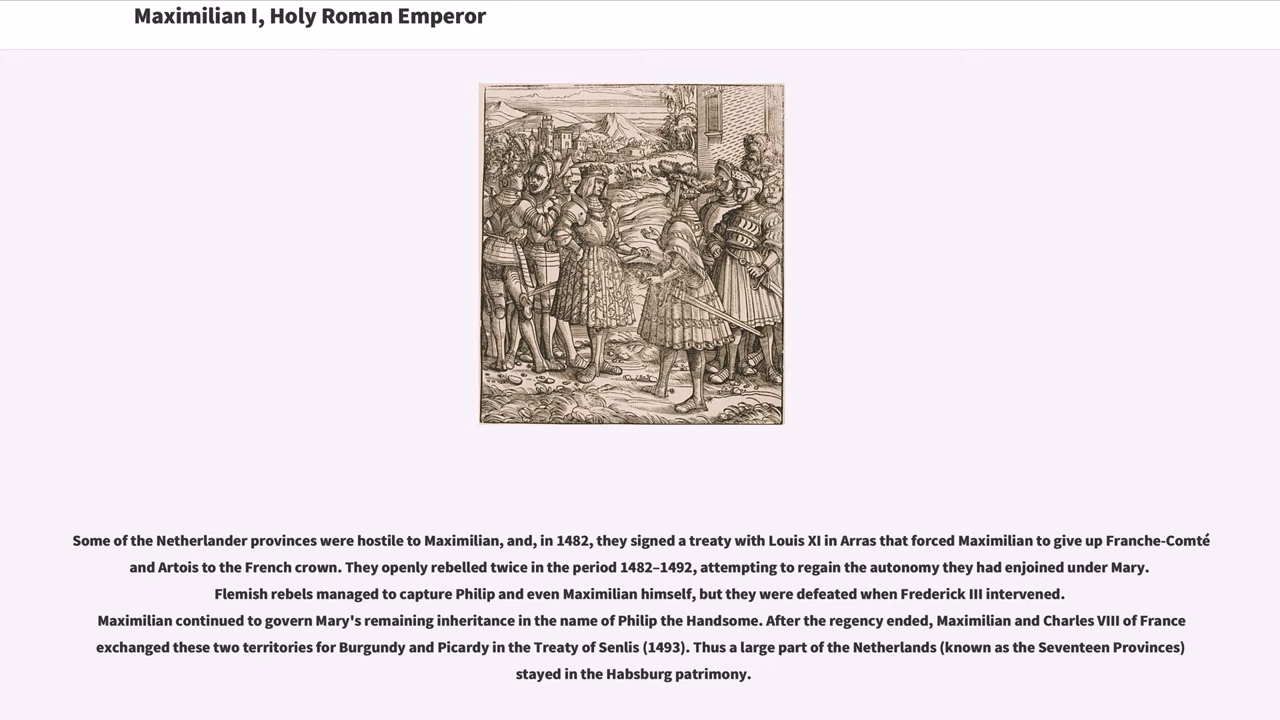 Maximilian I, Holy Roman Emperor
Some of the Netherlander provinces were hostile to Maximilian, and, in 1482, they signed a treaty with Louis XI in Arras that forced Maximilian to give up Franche-Comté
and Artois to the French crown. They openly rebelled twice in the period 1482–1492, attempting to regain the autonomy they had enjoined under Mary.
Flemish rebels managed to capture Philip and even Maximilian himself, but they were defeated when Frederick III intervened.
Maximilian continued to govern Mary's remaining inheritance in the name of Philip the Handsome. After the regency ended, Maximilian and Charles VIII of France
exchanged these two territories for Burgundy and Picardy in the Treaty of Senlis (1493). Thus a large part of the Netherlands (known as the Seventeen Provinces)
stayed in the Habsburg patrimony.